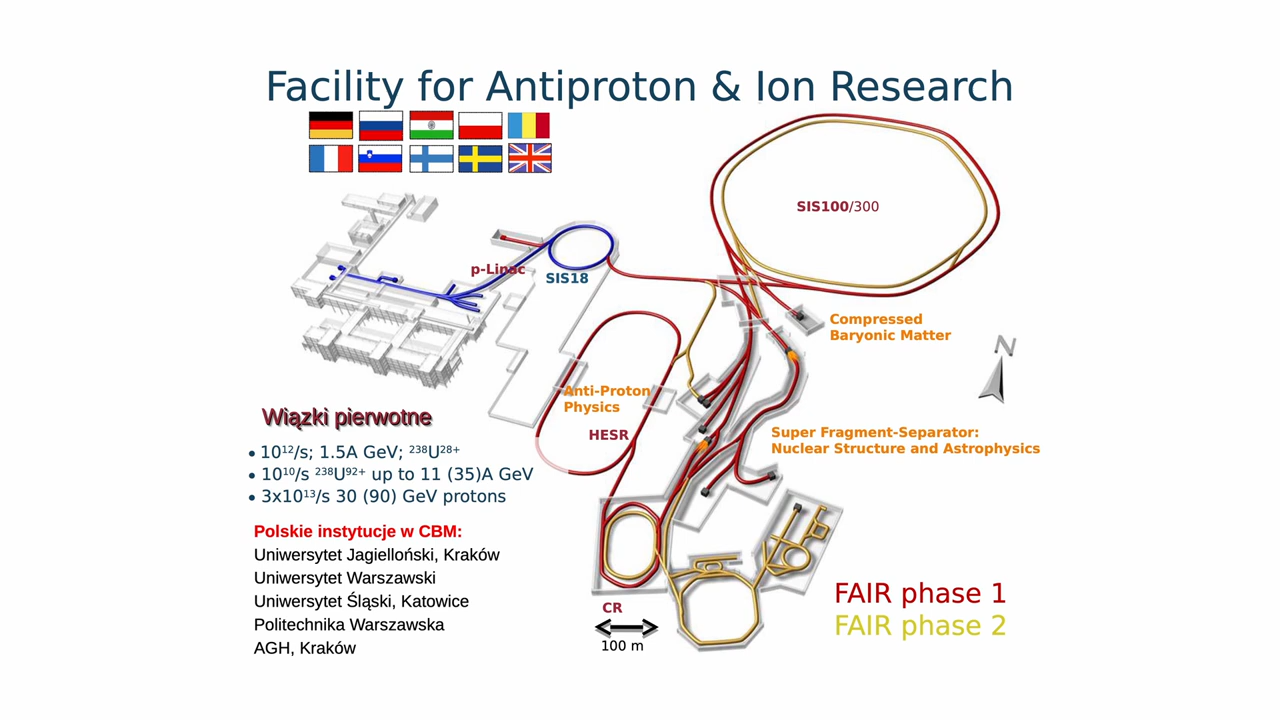 Facility for Antiproton & Ion Research
SIS100/300
p-Linac
SIS18
Compressed
Baryonic Matter
N
Anti-Proton
Physics
HESR
Super Fragment-Separator:
Nuclear Structure and Astrophysics
Wiązki pierwotne
• 10¹²/s; 1.5A GeV; ²³⁸U²⁸⁺
• 10¹⁰/s ²³⁸U⁹²⁺ up to 11 (35)A GeV
• 3x10¹³/s 30 (90) GeV protons
Polskie instytucje w CBM:
Uniwersytet Jagielloński, Kraków
Uniwersytet Warszawski
Uniwersytet Śląski, Katowice
Politechnika Warszawska
AGH, Kraków
CR
100 m
FAIR phase 1
FAIR phase 2